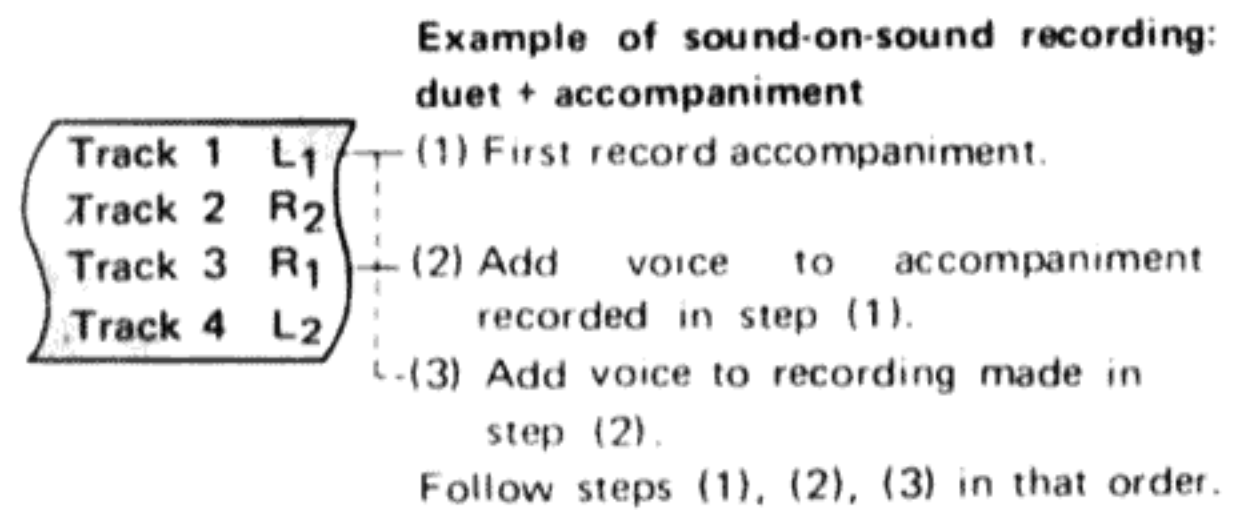 Example of sound-on-sound recording:
duet + accompaniment
Track 1 L1
(1) First record accompaniment.
Track 2 R2
Track 3 R1
(2) Add voice to accompaniment
recorded in step (1).
Track 4 L2
(3) Add voice to recording made in
step (2).
Follow steps (1), (2), (3) in that order.